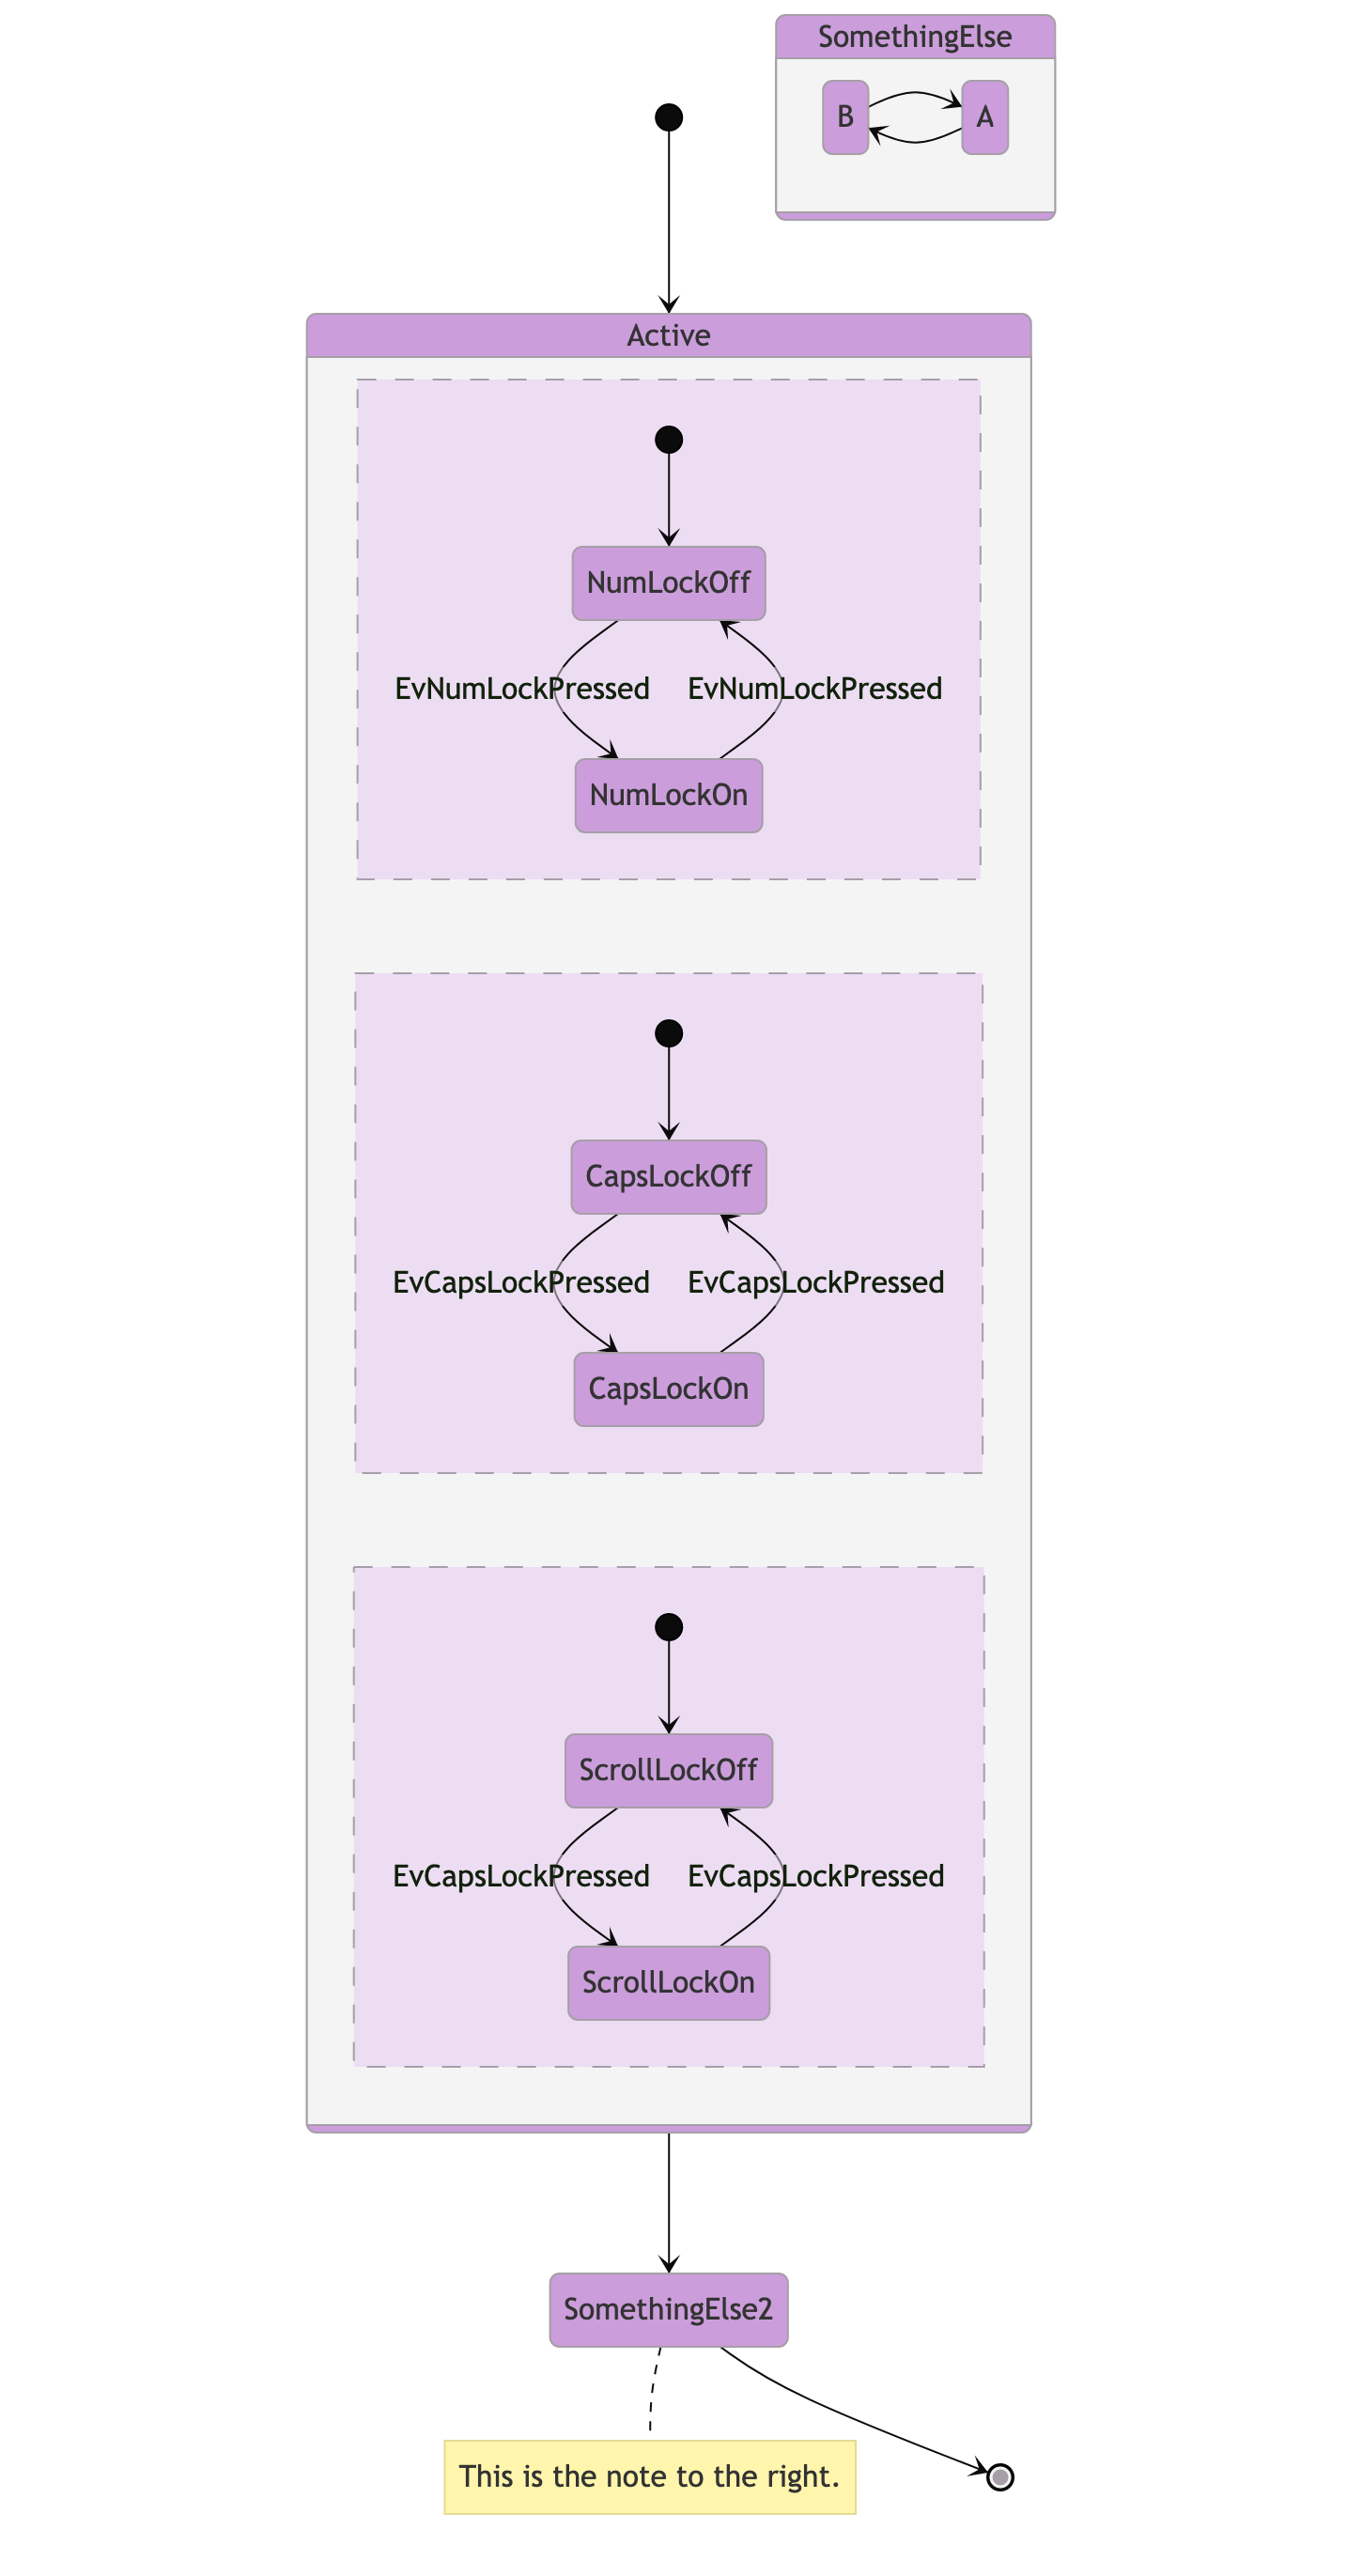 SomethingElse
B
A
Active
NumLockOff
EvNumLockPressed
EvNumLockPressed
NumLockOn
CapsLockOff
EvCapsLockPressed
EvCapsLockPressed
CapsLockOn
ScrollLockOff
EvCapsLockPressed
EvCapsLockPressed
ScrollLockOn
SomethingElse2
This is the note to the right.